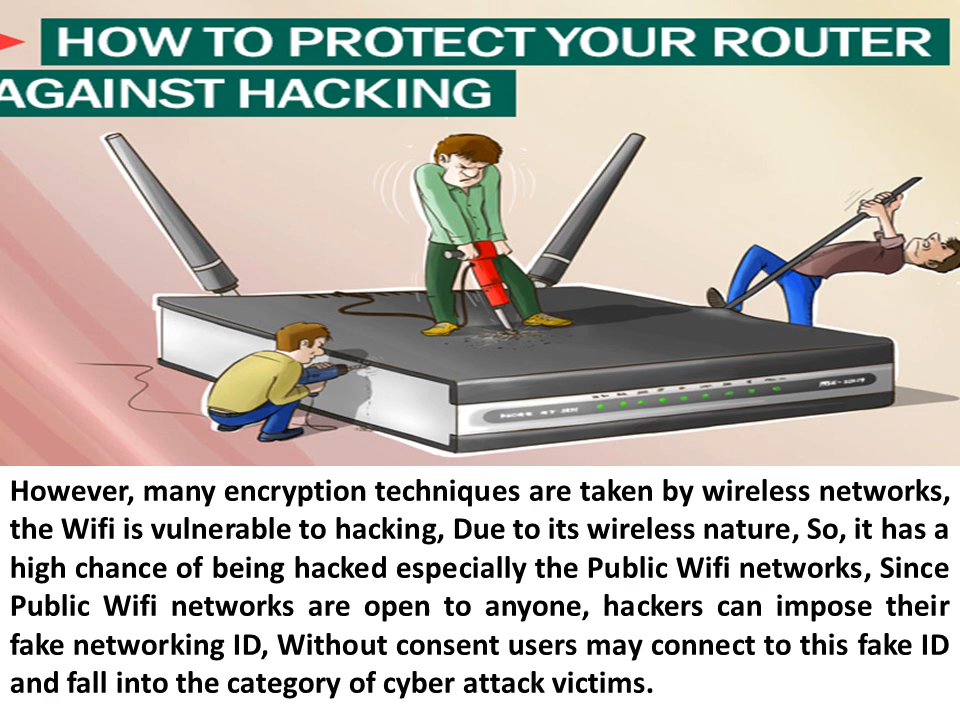 HOW TO PROTECT YOUR ROUTER
AGAINST HACKING
However, many encryption techniques are taken by wireless networks,
the Wifi is vulnerable to hacking, Due to its wireless nature, So, it has a
high chance of being hacked especially the Public Wifi networks, Since
Public Wifi networks are open to anyone, hackers can impose their
fake networking ID, Without consent users may connect to this fake ID
and fall into the category of cyber attack victims.